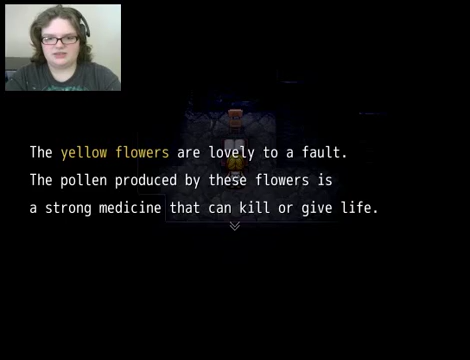 The yellow flowers are lovely to a fault.
The pollen produced by these flowers is
a strong medicine that can kill or give life.